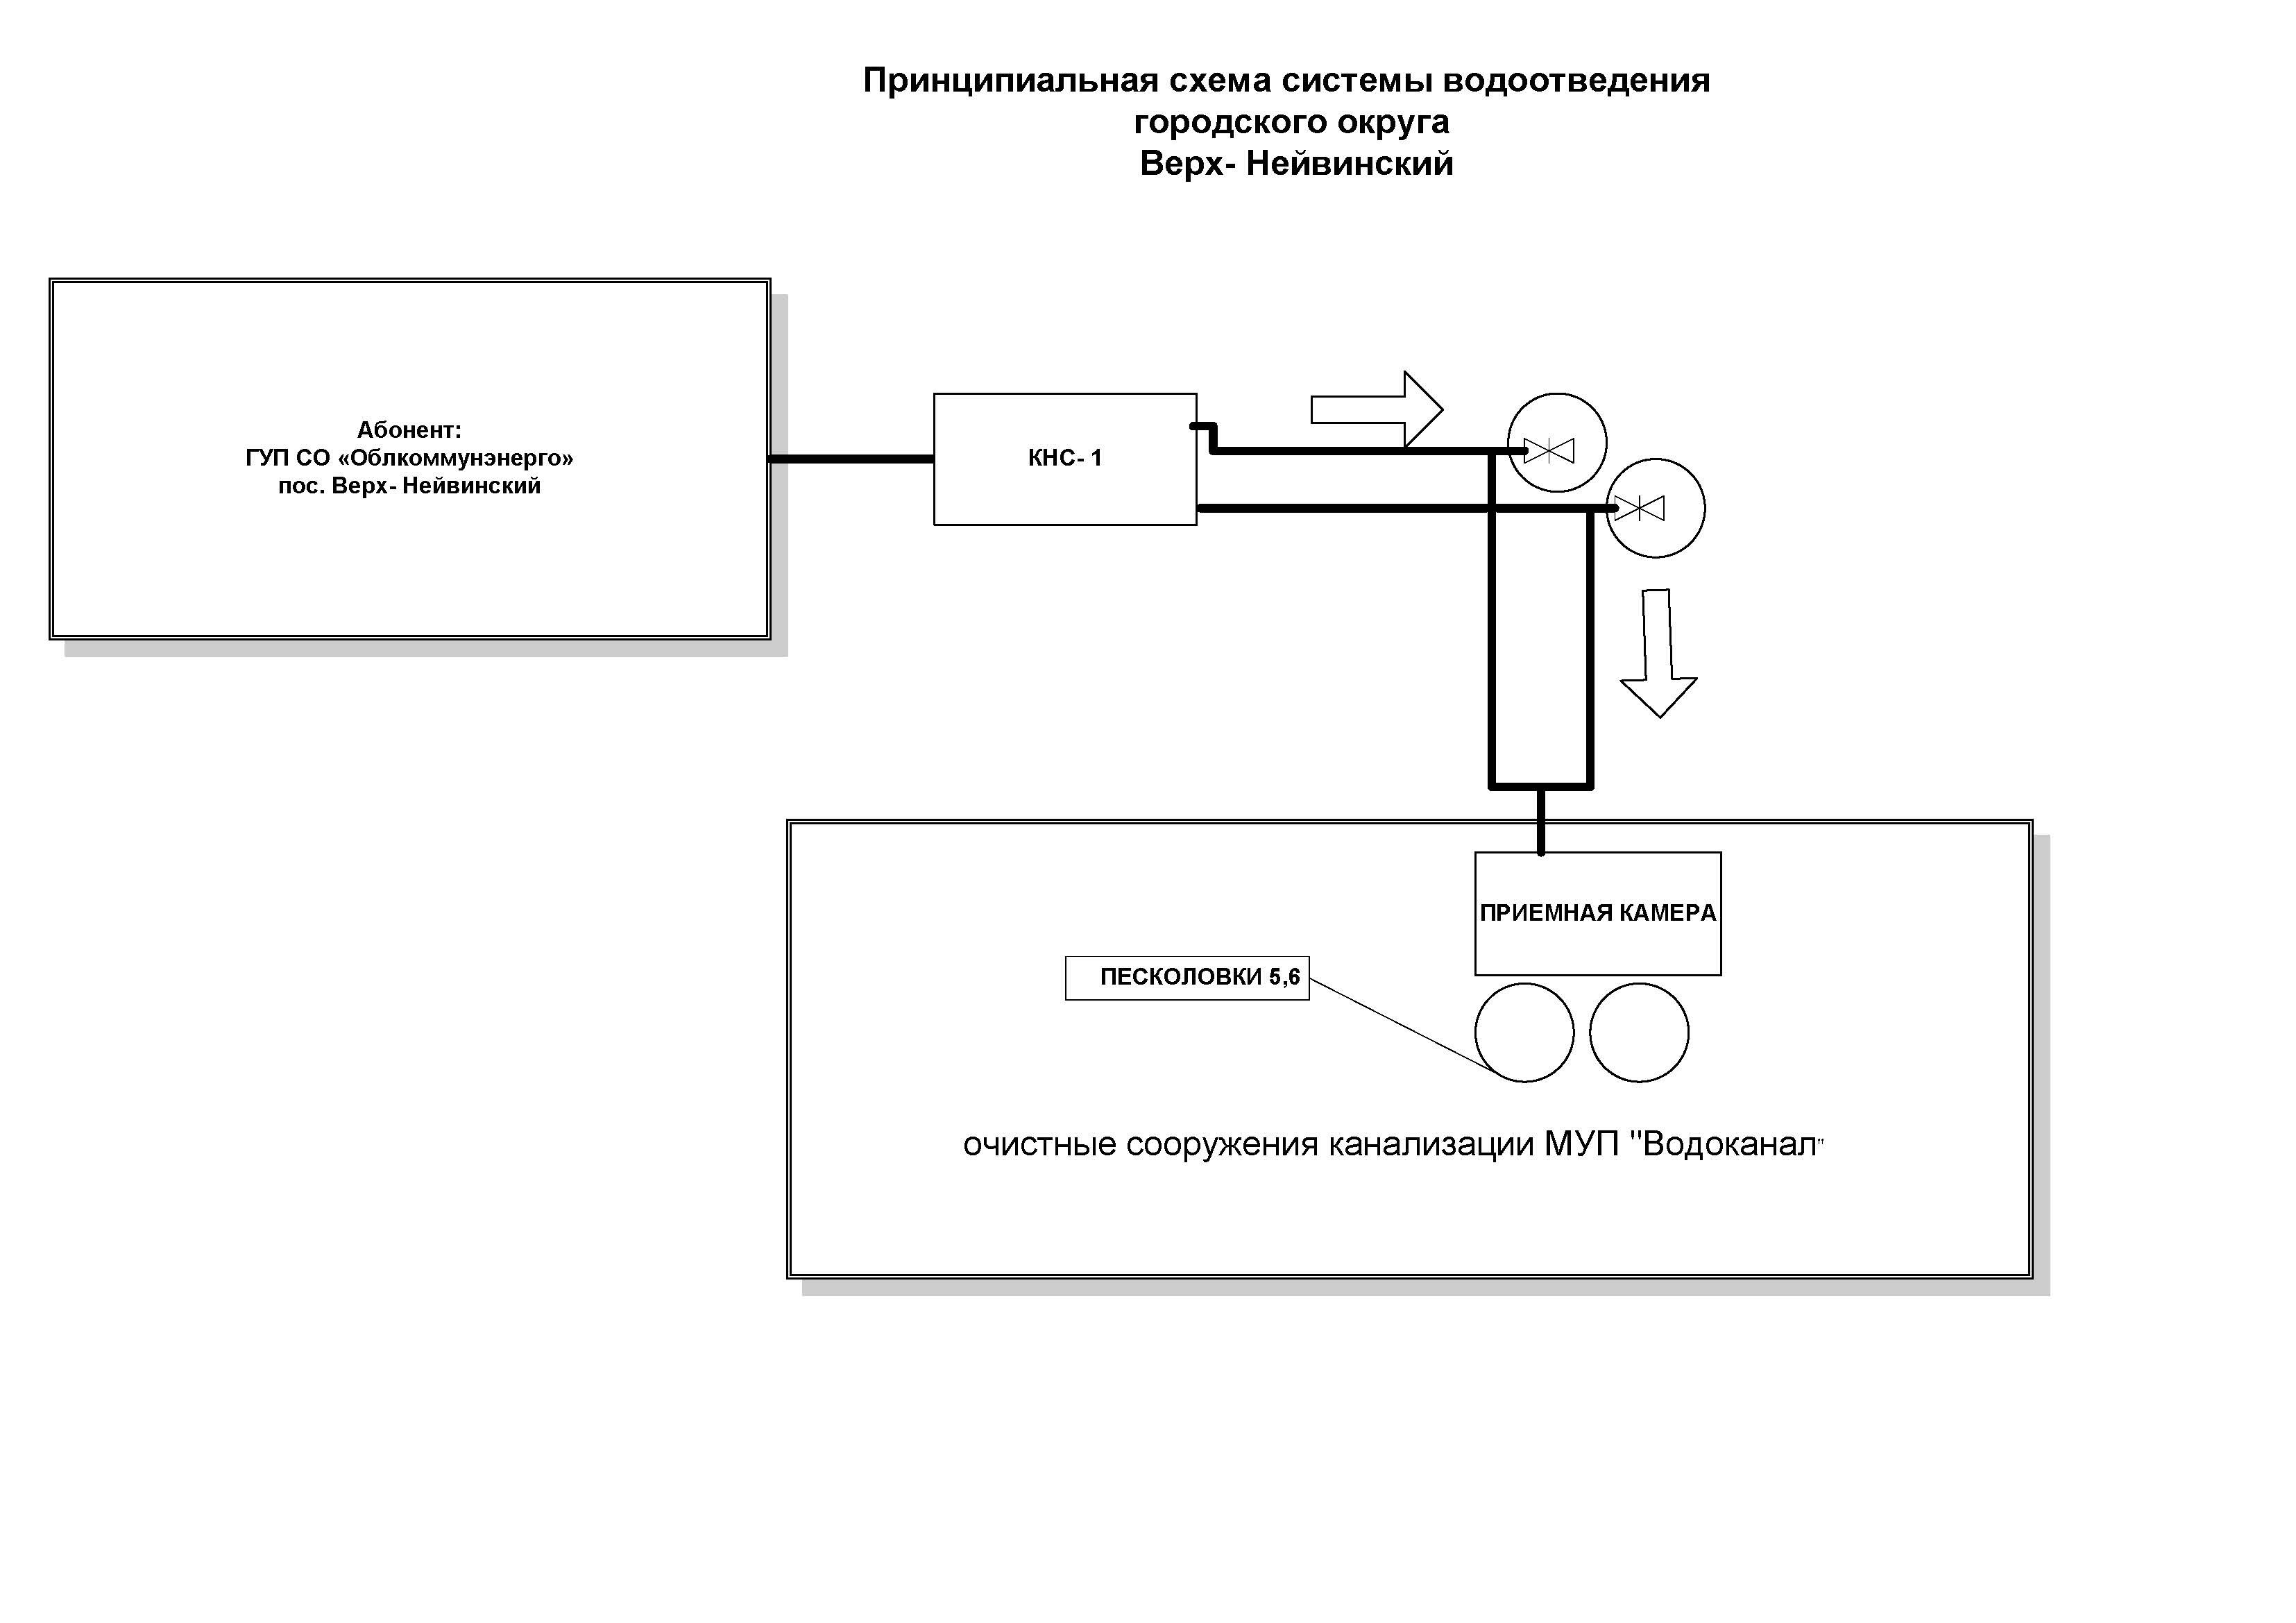 Принципиальная схема системы водоотведения
городского округа
Верх- Нейвинский
Абонент:
ГУП СО «Облкоммунэнерго»
пос. Верх- Нейвинский
КНС- 1
ПРИЕМНАЯ КАМЕРА
ПЕСКОЛОВКИ 5,6
очистные сооружения канализации МУП "Водоканал"